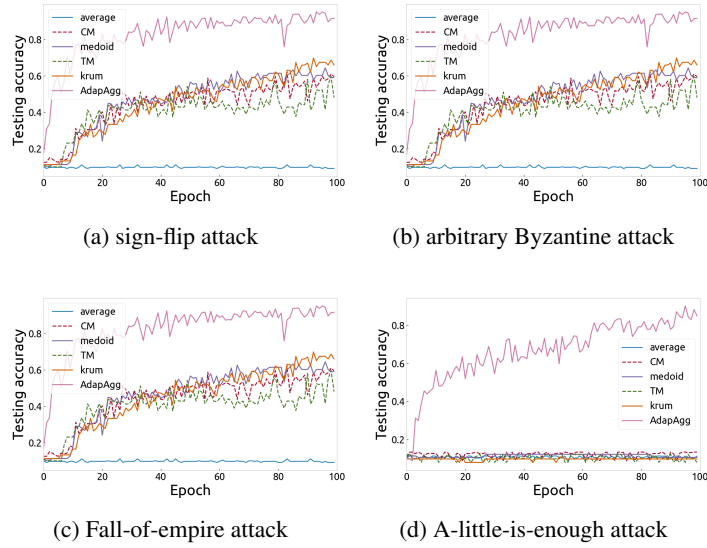 average
CM
medoid
TM
krum
AdapAgg
Testing accuracy
0.8
0.6
0.4
0.2
0 20 40 60 80 100
Epoch
(a) sign-flip attack
average
CM
medoid
TM
krum
AdapAgg
Testing accuracy
0.8
0.6
0.4
0.2
0 20 40 60 80 100
Epoch
(b) arbitrary Byzantine attack
average
CM
medoid
TM
krum
AdapAgg
Testing accuracy
0.8
0.6
0.4
0.2
0 20 40 60 80 100
Epoch
(c) Fall-of-empire attack
average
CM
medoid
TM
krum
AdapAgg
Testing accuracy
0.8
0.6
0.4
0.2
0 20 40 60 80 100
Epoch
(d) A-little-is-enough attack